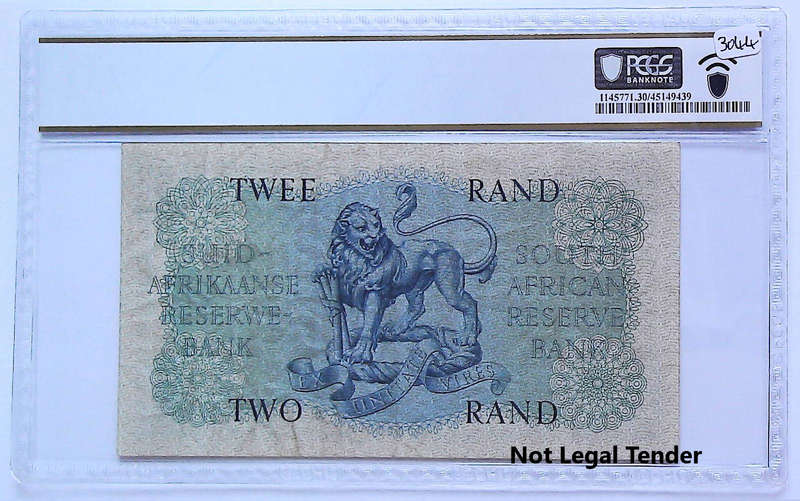 3044
PCGS
BANKNOTE
1145771.30/45149439
TWEE RAND
SUID- SOUTH
AFRIKAANSE AFRICAN
RESERWE- RESERVE
BANK BANK
EX UNITATE VIRES
TWO RAND
Not Legal Tender